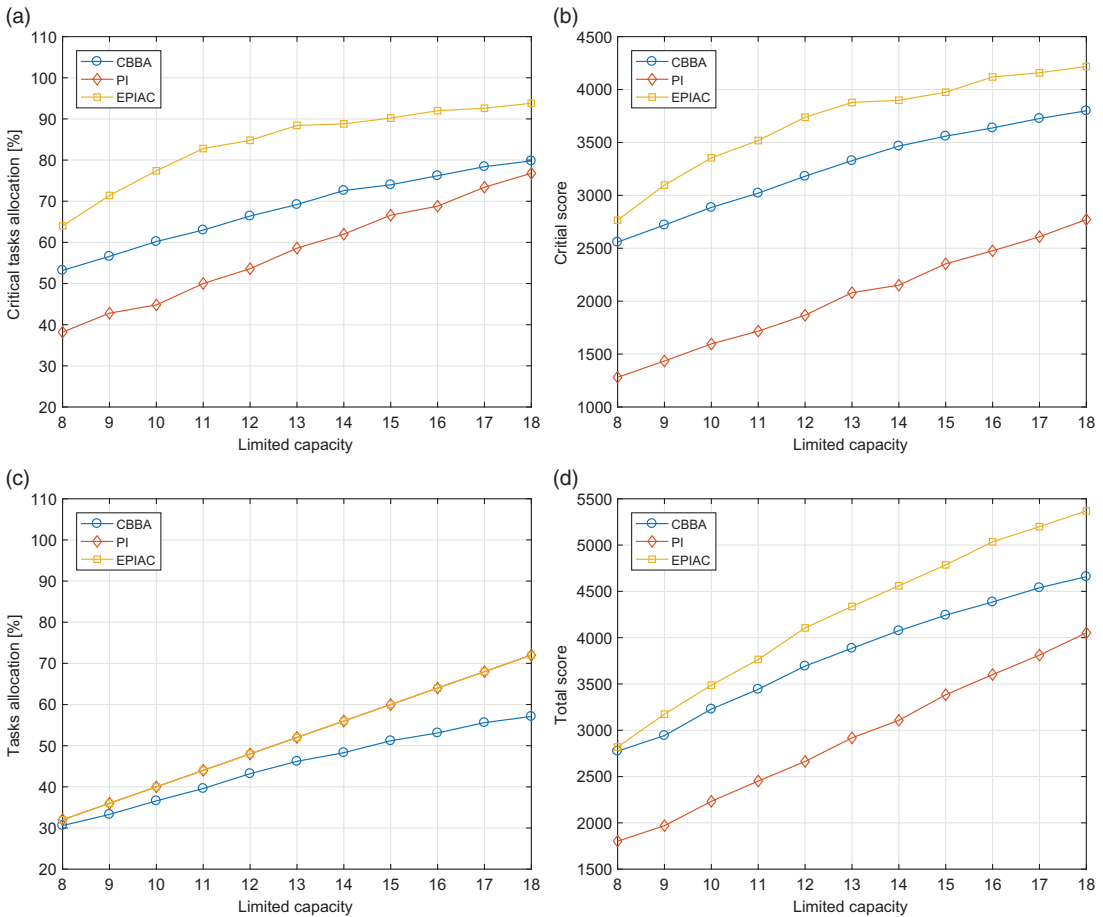 (a)
110
100
90
80
70
60
50
40
30
20
Critical tasks allocation [%]
CBBA
PI
EPIAC
8 9 10 11 12 13 14 15 16 17 18
Limited capacity
(b)
4500
4000
3500
3000
2500
2000
1500
1000
Critial score
CBBA
PI
EPIAC
8 9 10 11 12 13 14 15 16 17 18
Limited capacity
(c)
110
100
90
80
70
60
50
40
30
20
Tasks allocation [%]
CBBA
PI
EPIAC
8 9 10 11 12 13 14 15 16 17 18
Limited capacity
(d)
5500
5000
4500
4000
3500
3000
2500
2000
1500
Total score
CBBA
PI
EPIAC
8 9 10 11 12 13 14 15 16 17 18
Limited capacity